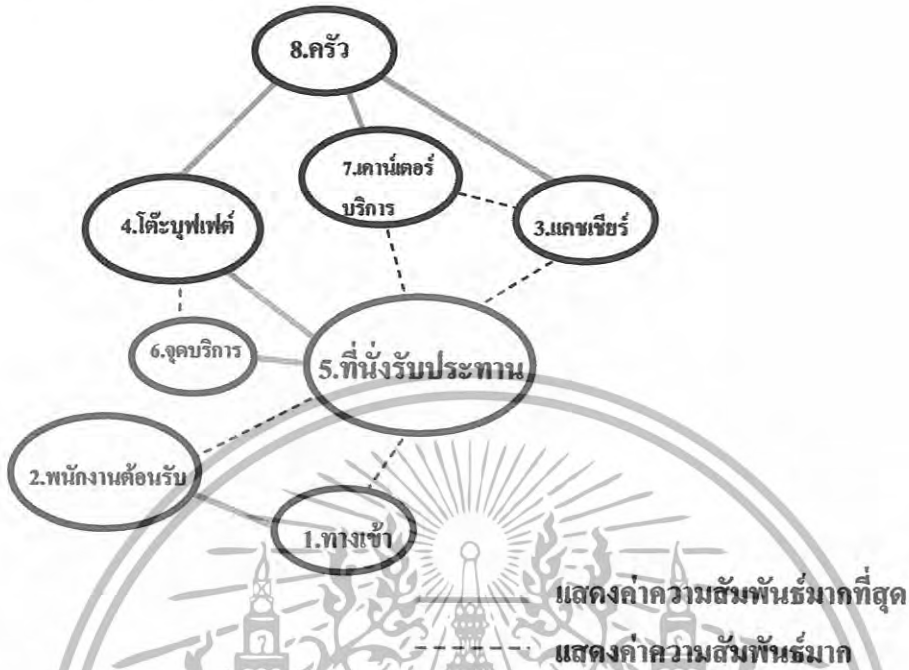 8.ครัว
7.เคาน์เตอร์
บริการ
4.โต๊ะบุฟเฟต์
3.แคชเชียร์
6.จุดบริการ
5.ที่นั่งรับประทาน
2.พนักงานต้อนรับ
1.ทางเข้า
แสดงค่าความสัมพันธ์มากที่สุด
แสดงค่าความสัมพันธ์มาก